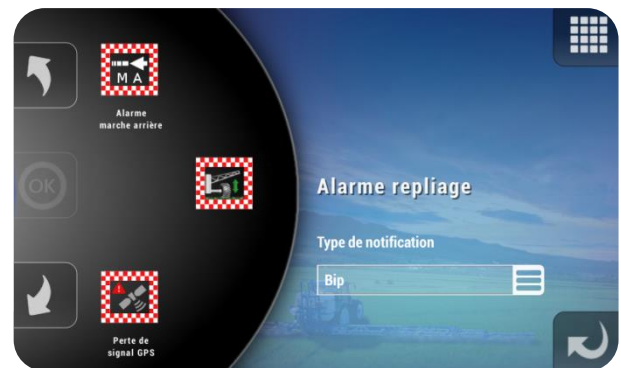 M A
Alarme
marche arrière
OK
Alarme repliage
Type de notification
Bip
Perte de
signal GPS